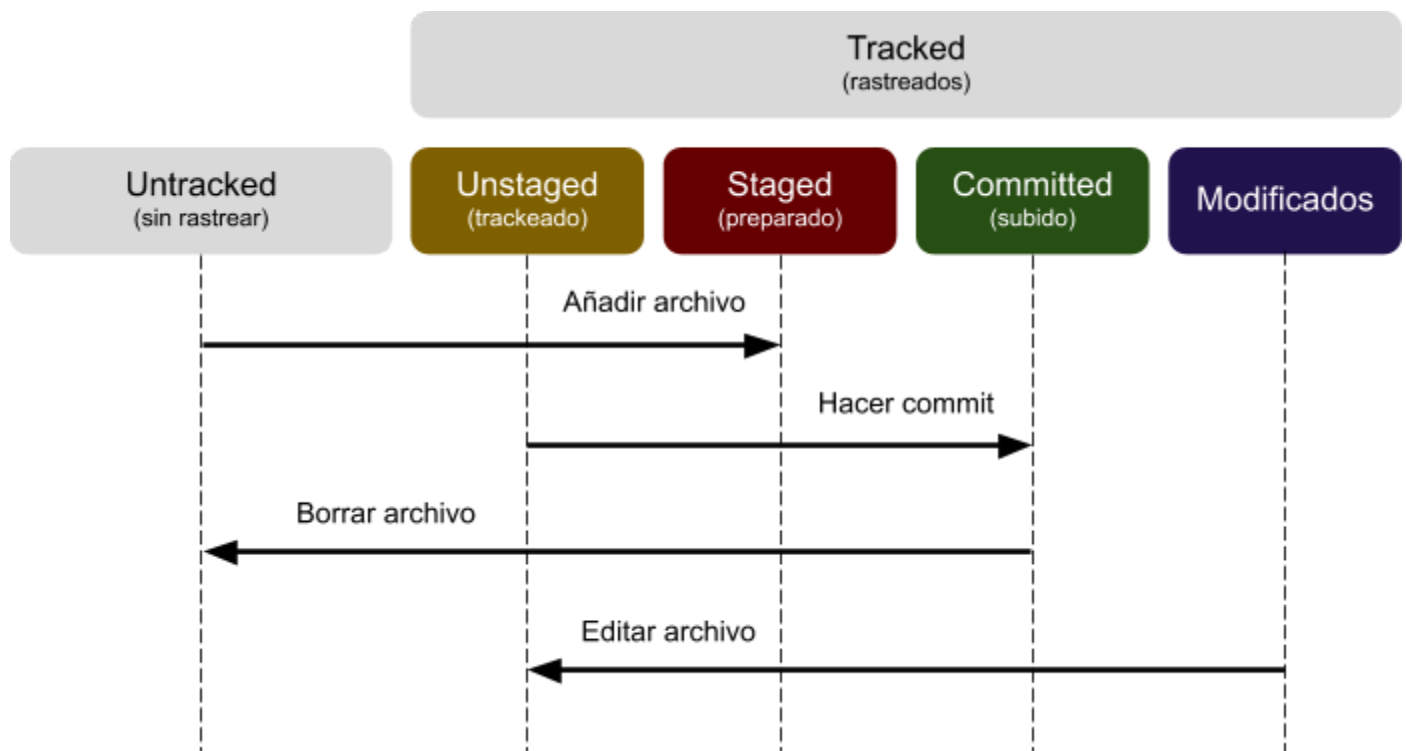 Tracked
(rastreados)
Untracked
(sin rastrear)
Unstaged
(trackeado)
Staged
(preparado)
Committed
(subido)
Modificados
Añadir archivo
Hacer commit
Borrar archivo
Editar archivo